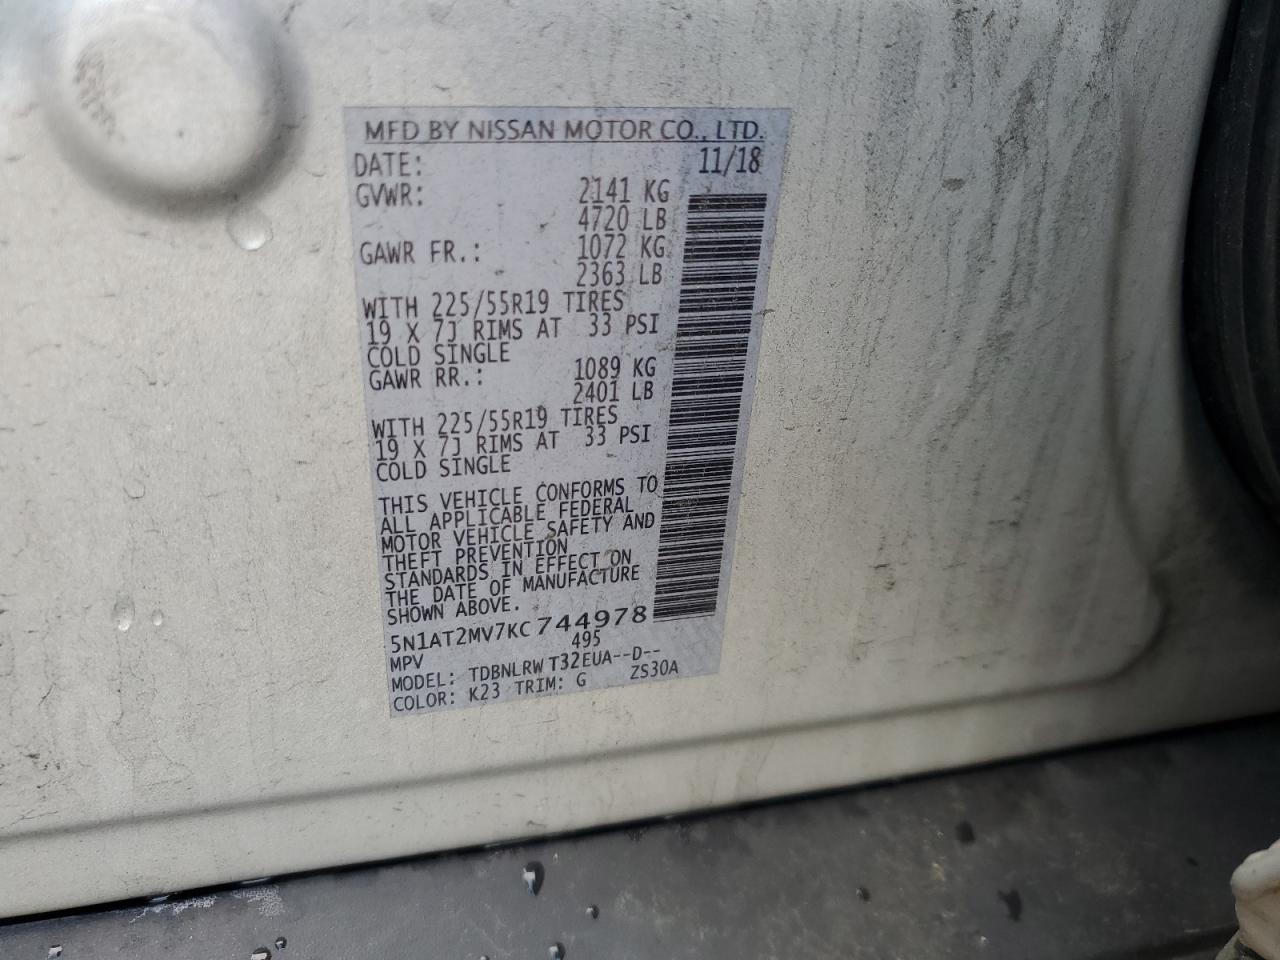 MFD BY NISSAN MOTOR CO., LTD.
DATE: 11/18
GVWR: 2141 KG
4720 LB
GAWR FR.: 1072 KG
2363 LB
WITH 225/55R19 TIRES
19 X 7J RIMS AT 33 PSI
COLD SINGLE
GAWR RR.: 1089 KG
2401 LB
WITH 225/55R19 TIRES
19 X 7J RIMS AT 33 PSI
COLD SINGLE
THIS VEHICLE CONFORMS TO
ALL APPLICABLE FEDERAL
MOTOR VEHICLE SAFETY AND
THEFT PREVENTION
STANDARDS IN EFFECT ON
THE DATE OF MANUFACTURE
SHOWN ABOVE.
5N1AT2MV7KC744978
MPV 495
MODEL: TDBNLRW T32EUA--D--
COLOR: K23 TRIM: G ZS30A